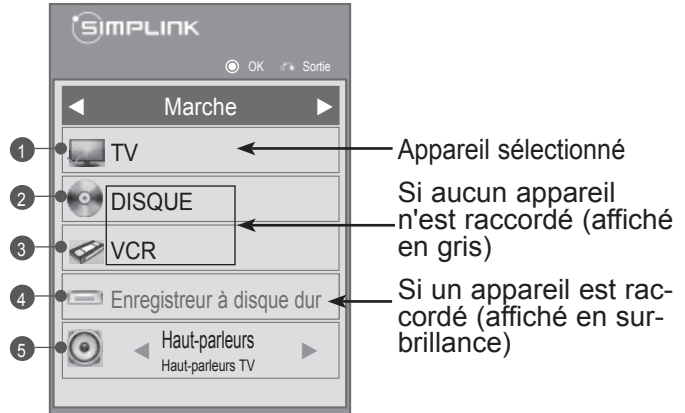 SIMPLINK
OK Sortie
Marche
1 TV
Appareil sélectionné
2 DISQUE
3 VCR
Si aucun appareil
n'est raccordé (affiché
en gris)
4 Enregistreur à disque dur
Si un appareil est rac-
cordé (affiché en sur-
brillance)
5 Haut-parleurs
Haut-parleurs TV